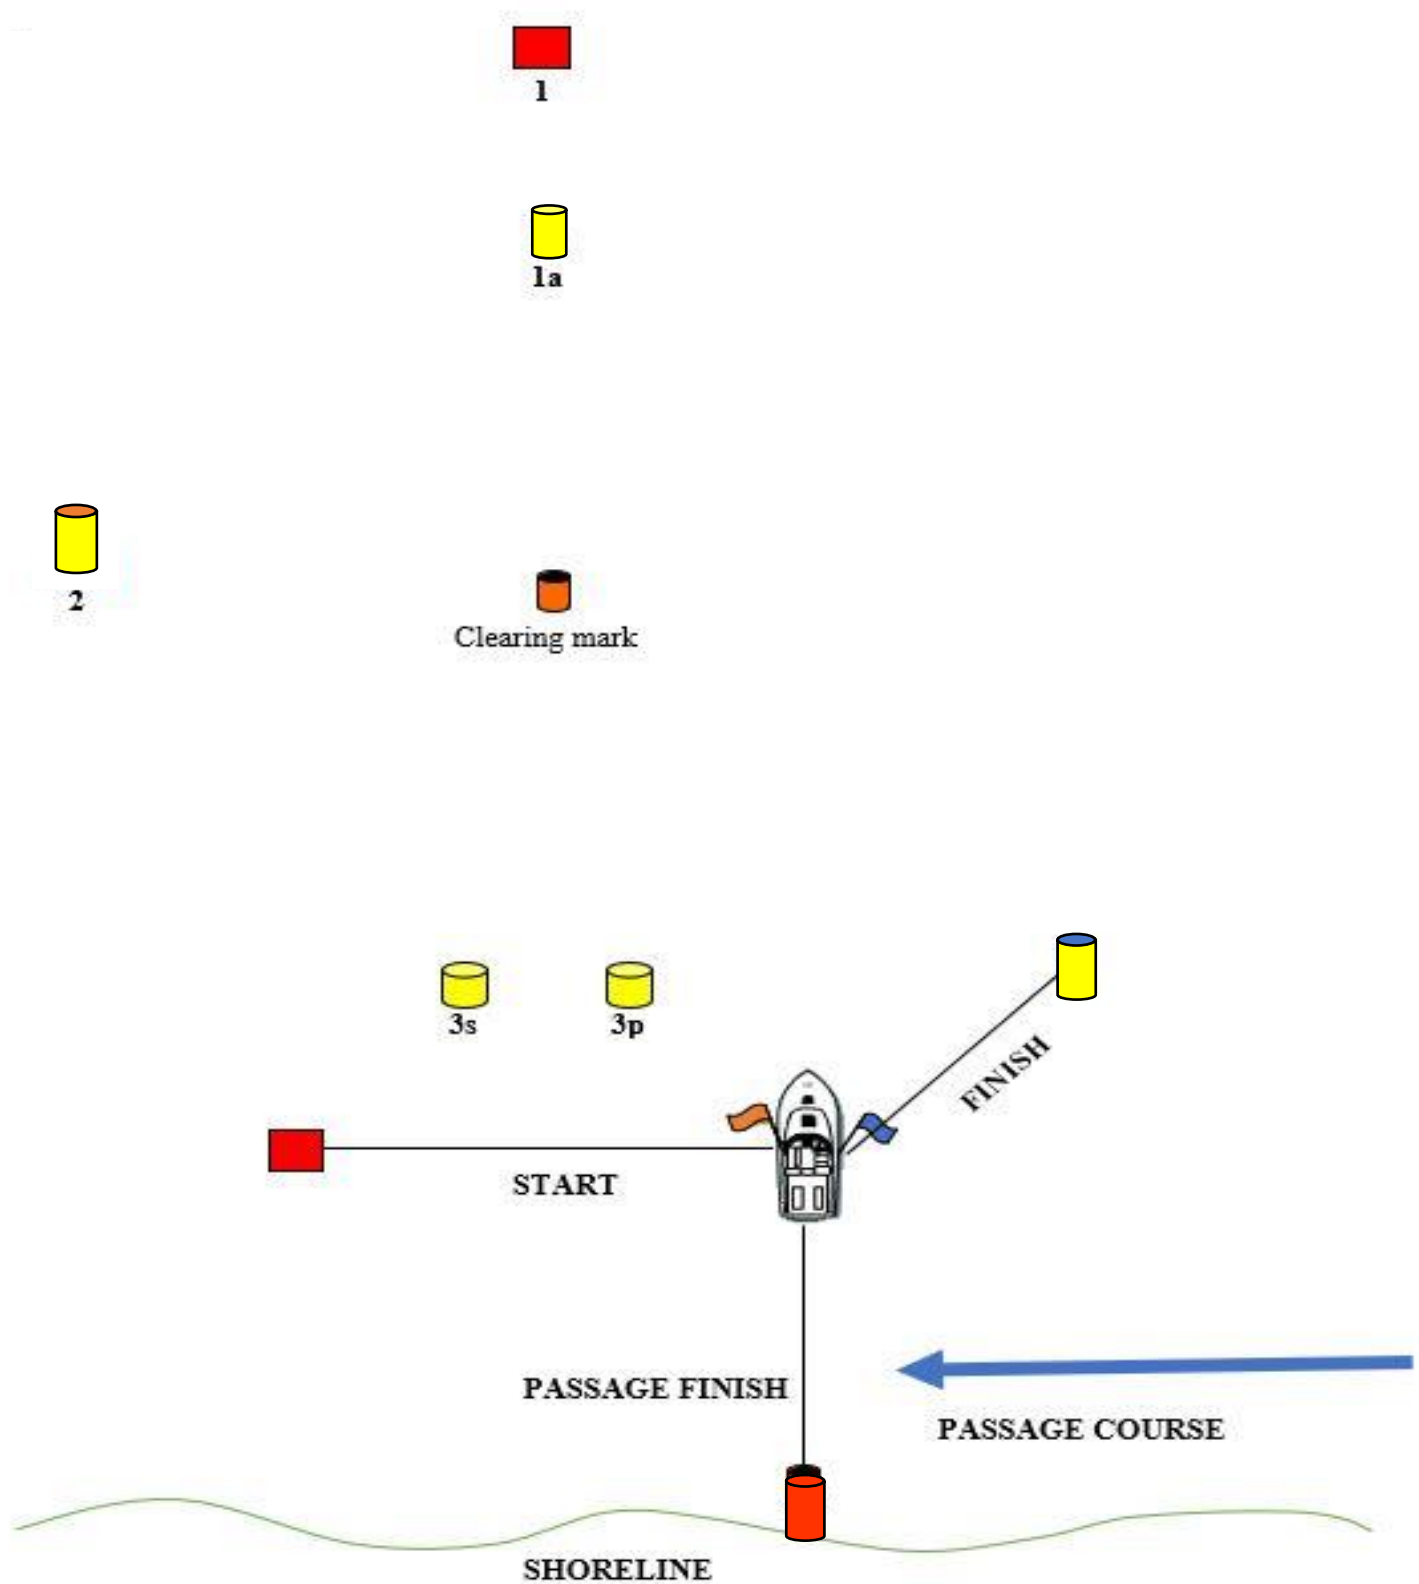 1
1a
2
Clearing mark
3s
3p
FINISH
START
PASSAGE FINISH
PASSAGE COURSE
SHORELINE